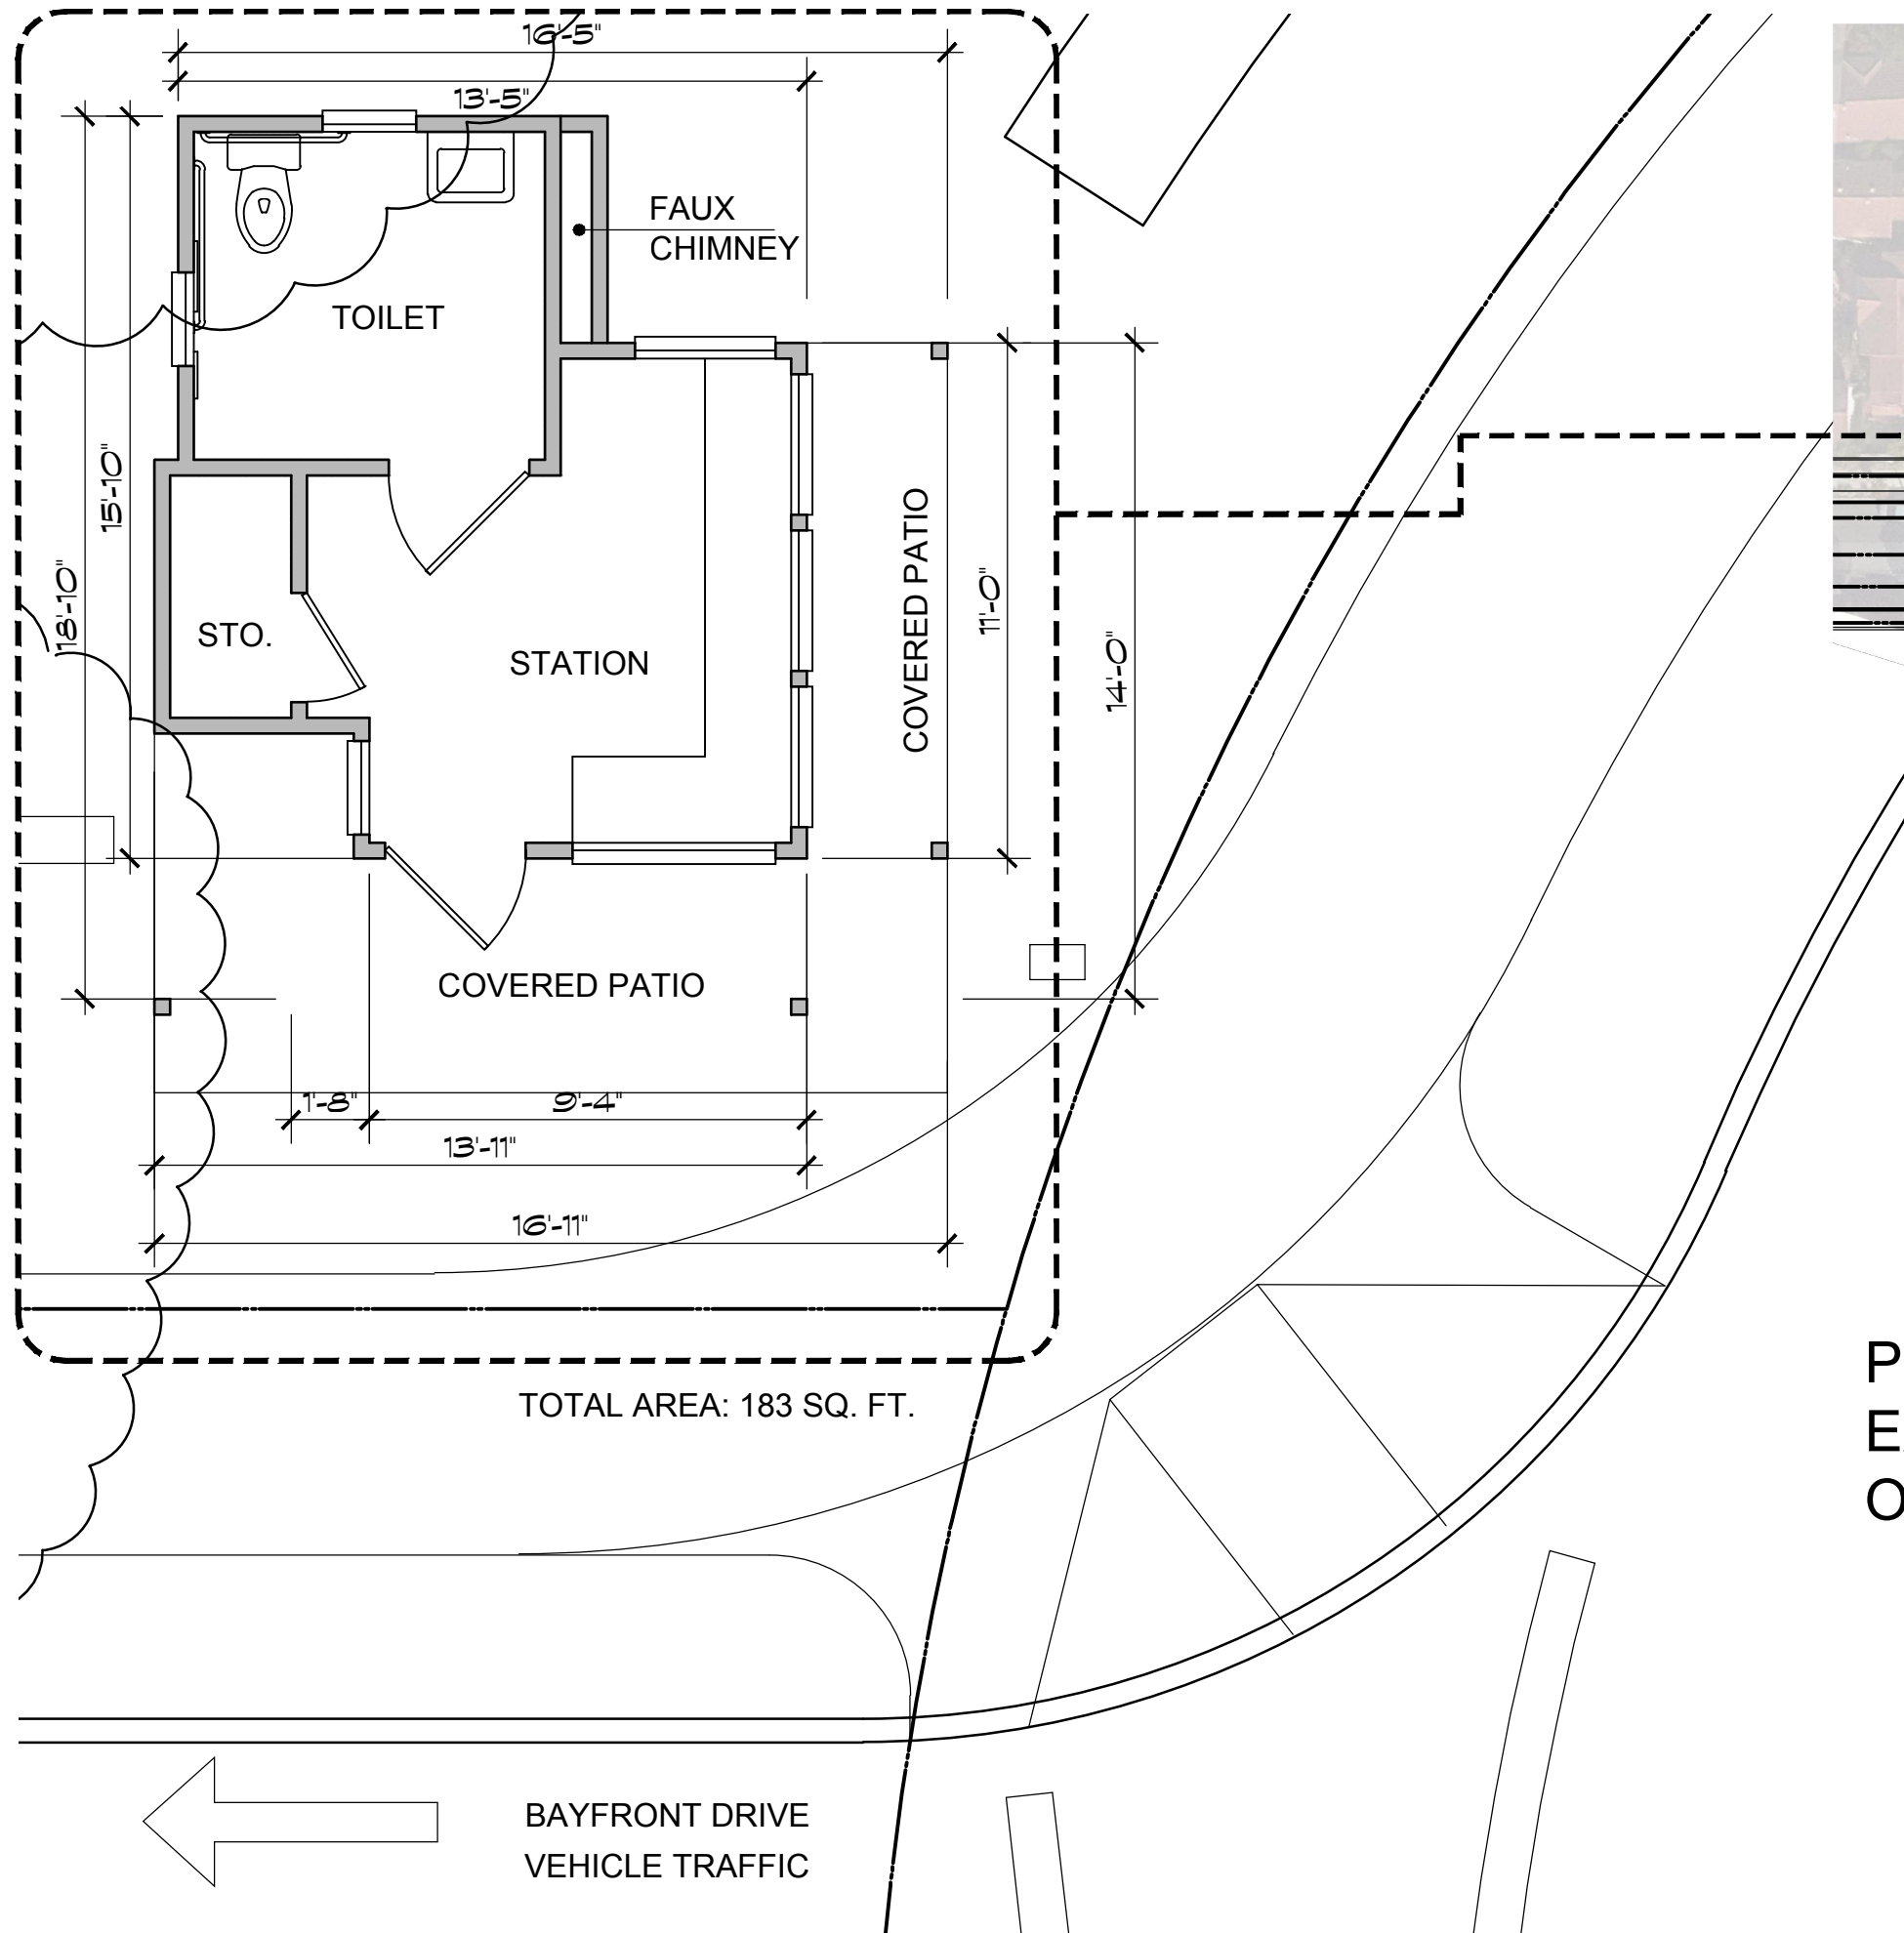 16'-5"
13'-5"
FAUX
CHIMNEY
TOILET
15'-10"
18'-10"
STO.
STATION
COVERED PATIO
11'-0"
14'-0"
COVERED PATIO
1'-8"
9'-4"
13'-11"
16'-11"
TOTAL AREA: 183 SQ. FT.
P
E
O
BAYFRONT DRIVE
VEHICLE TRAFFIC